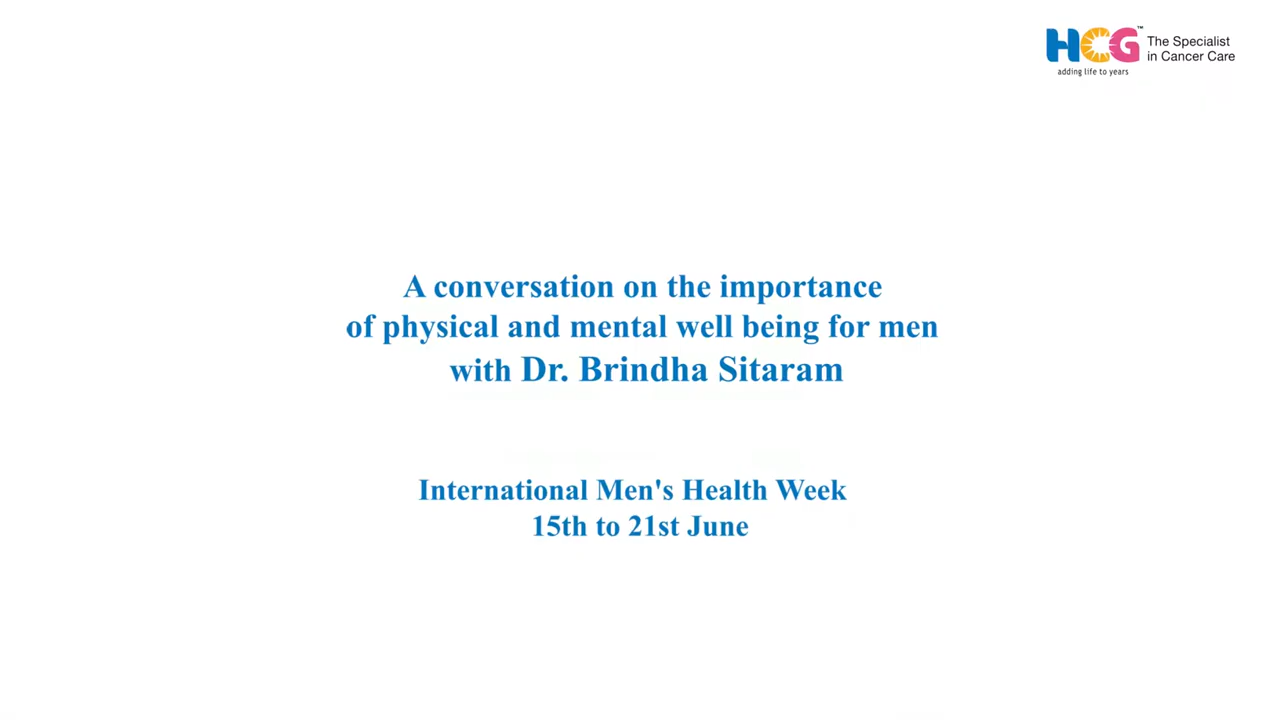 HCG™
adding life to years
The Specialist
in Cancer Care
A conversation on the importance
of physical and mental well being for men
with Dr. Brindha Sitaram
International Men's Health Week
15th to 21st June